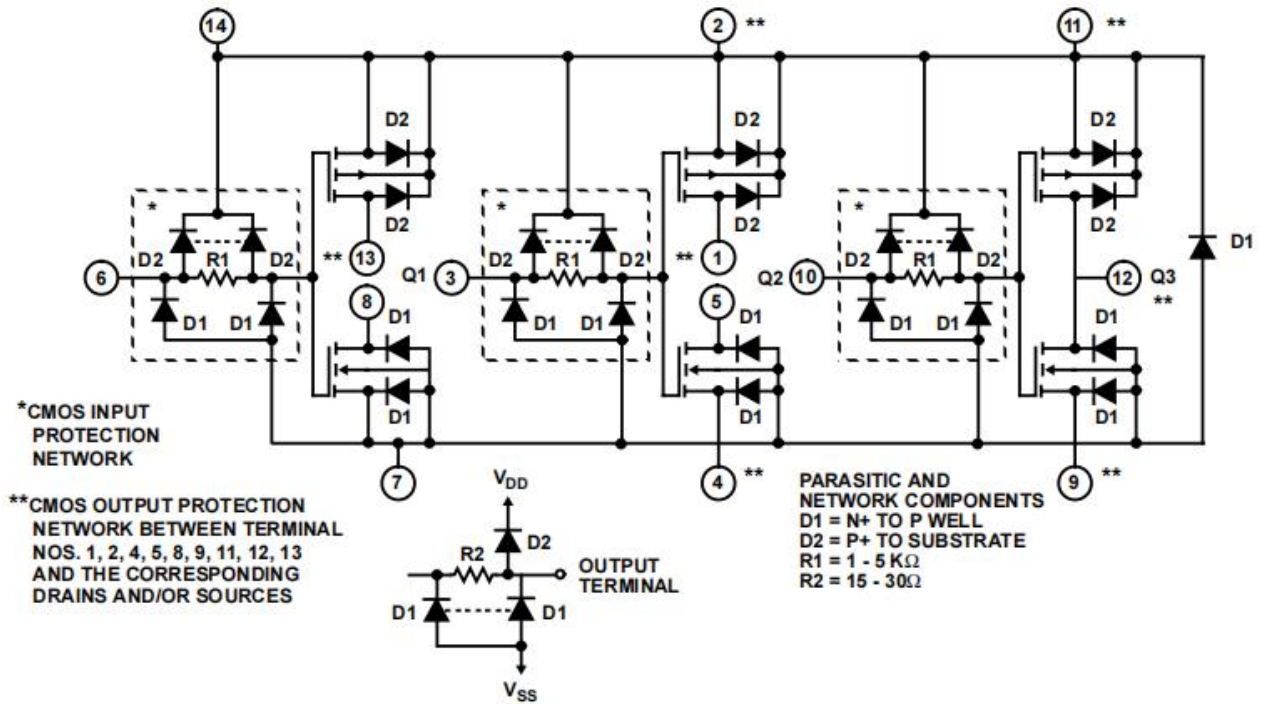 14
2 **
11 **
D2
D2
D2
*
*
*
D2
D2
D2
D1
D2
R1
D2
** 13
Q1
D2
R1
D2
** 1
Q2
D2
R1
D2
6
3
10
12
Q3
**
8
5
D1
D1
D1
D1
D1
D1
D1
D1
D1
D1
D1
D1
*CMOS INPUT
PROTECTION
NETWORK
7
4 **
9 **
**CMOS OUTPUT PROTECTION
NETWORK BETWEEN TERMINAL
NOS. 1, 2, 4, 5, 8, 9, 11, 12, 13
AND THE CORRESPONDING
DRAINS AND/OR SOURCES
VDD
D2
R2
OUTPUT
TERMINAL
D1
D1
VSS
PARASITIC AND
NETWORK COMPONENTS
D1 = N+ TO P WELL
D2 = P+ TO SUBSTRATE
R1 = 1 - 5 KΩ
R2 = 15 - 30Ω